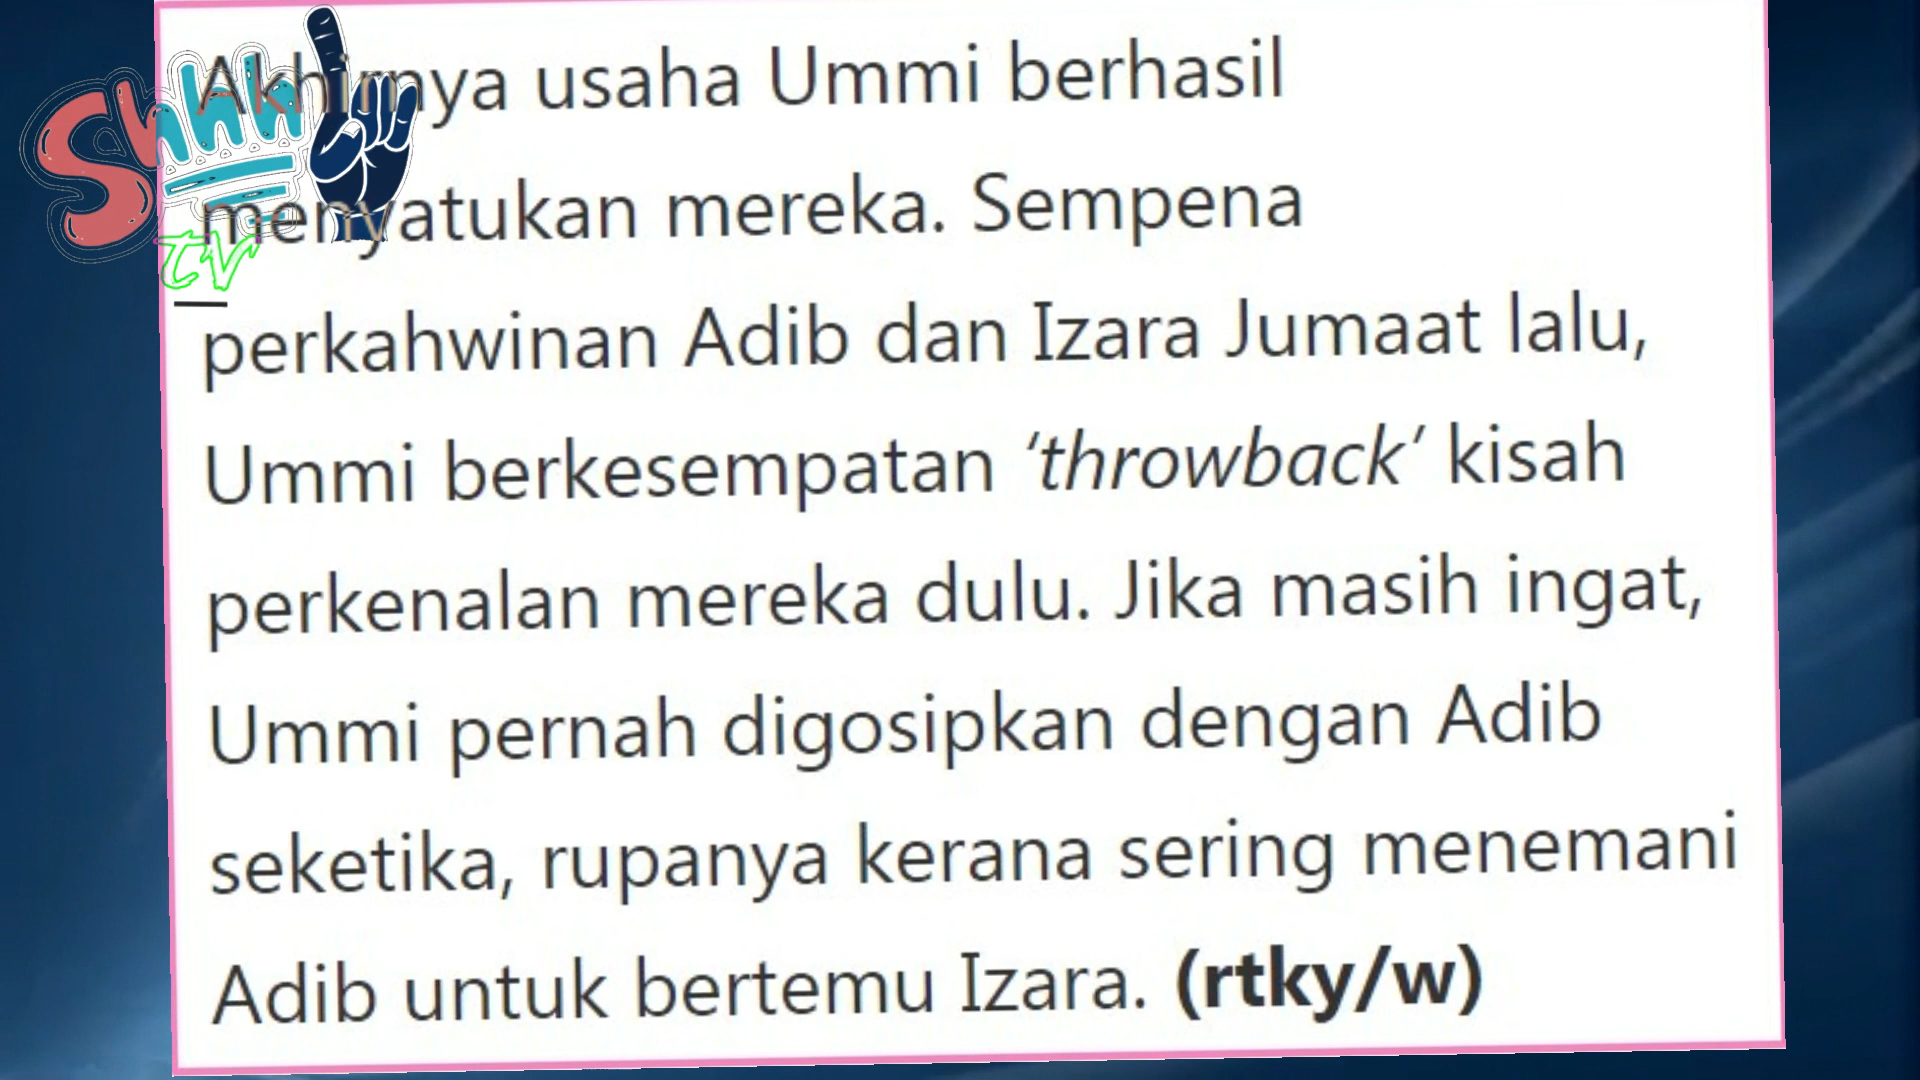 Shhh
TV
Akhirnya usaha Ummi berhasil
menyatukan mereka. Sempena
perkahwinan Adib dan Izara Jumaat lalu,
Ummi berkesempatan ‘throwback’ kisah
perkenalan mereka dulu. Jika masih ingat,
Ummi pernah digosipkan dengan Adib
seketika, rupanya kerana sering menemani
Adib untuk bertemu Izara. (rtky/w)